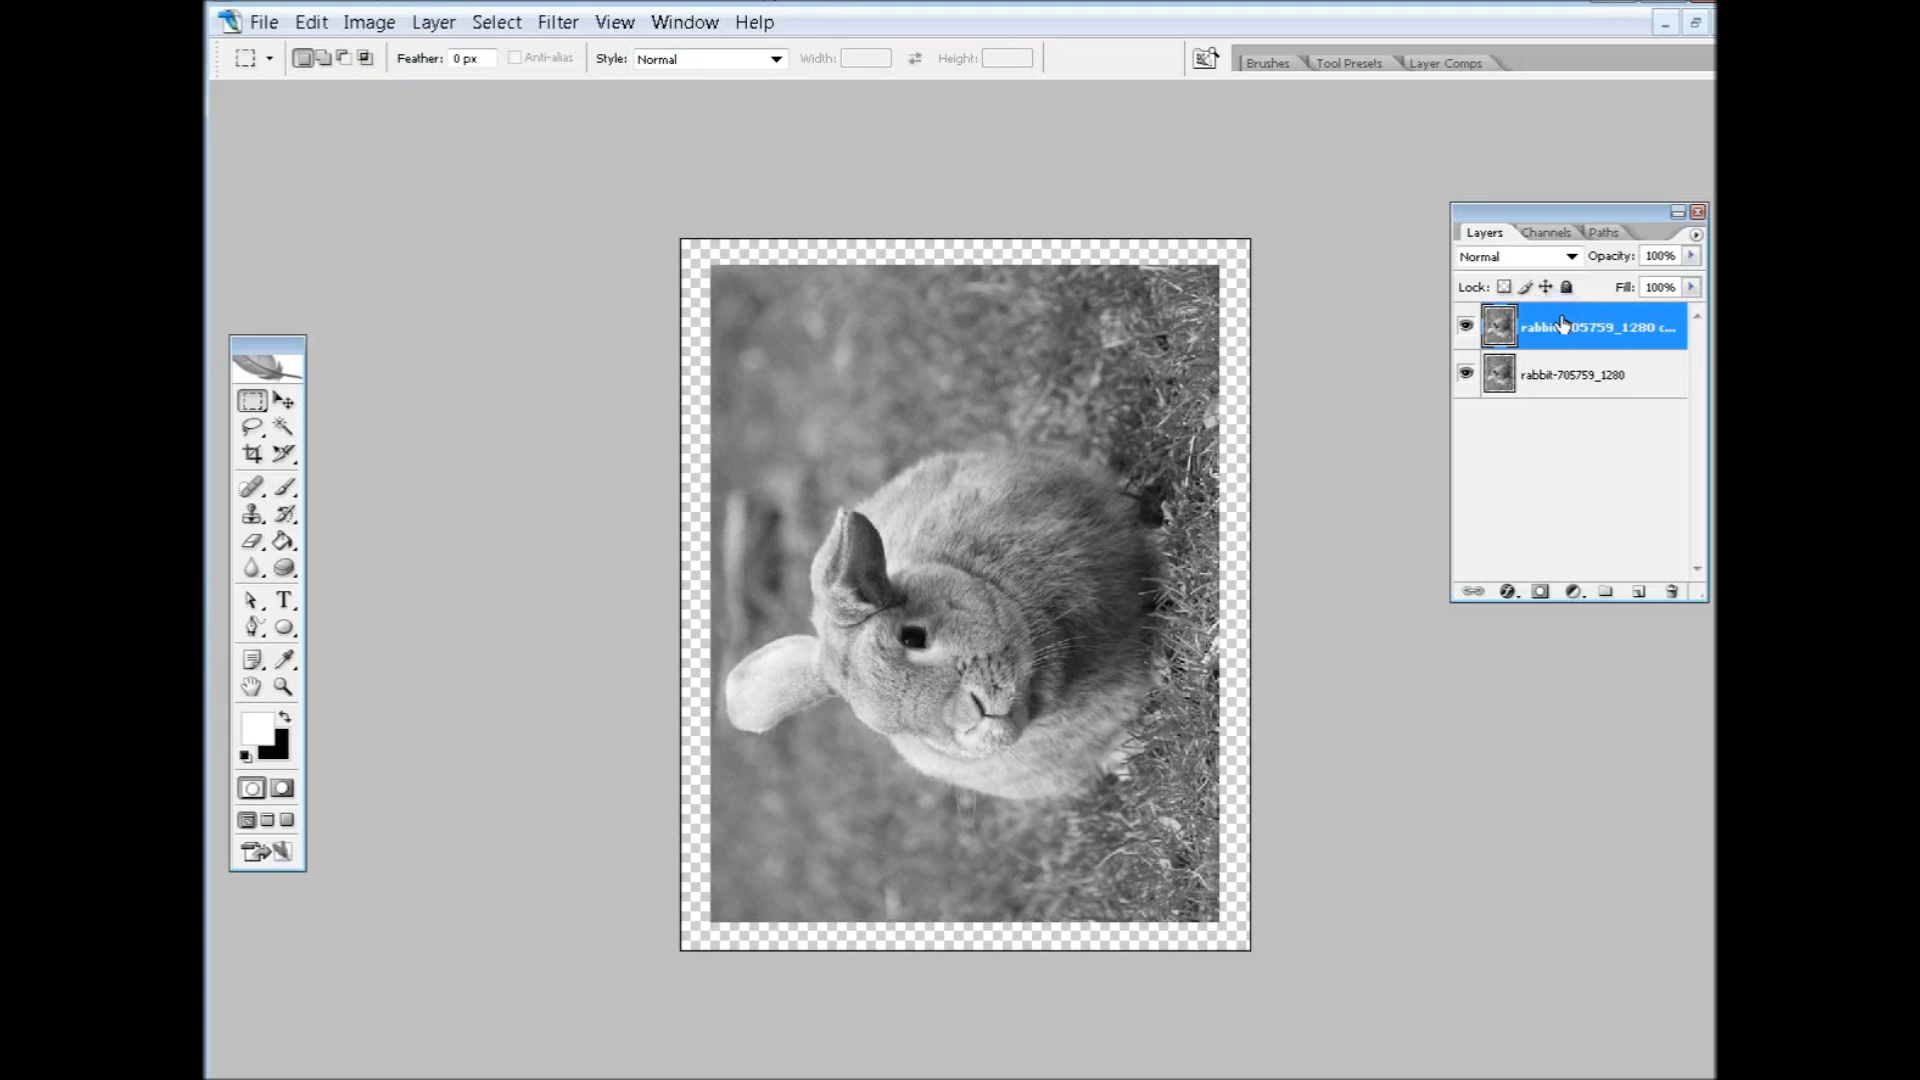 File Edit Image Layer Select Filter View Window Help
Feather: 0 px Anti-alias Style: Normal Width: Height: Brushes Tool Presets Layer Comps
Layers Channels Paths
Normal Opacity: 100%
Lock: Fill: 100%
705759_1280 c...
rabbit-705759_1280
T